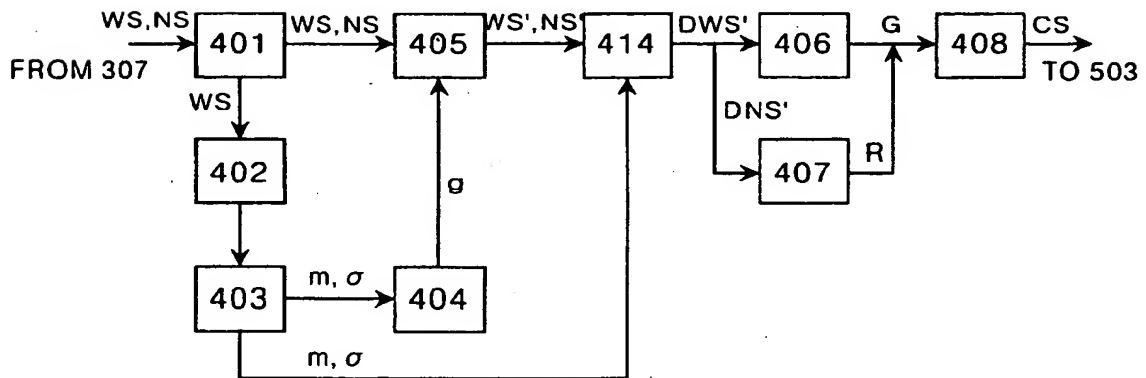 WS,NS
FROM 307
401
WS,NS
405
WS',NS'
414
DWS'
406
G
408
CS
TO 503
WS
402
g
DNS'
407
R
403
m, σ
404
m, σ